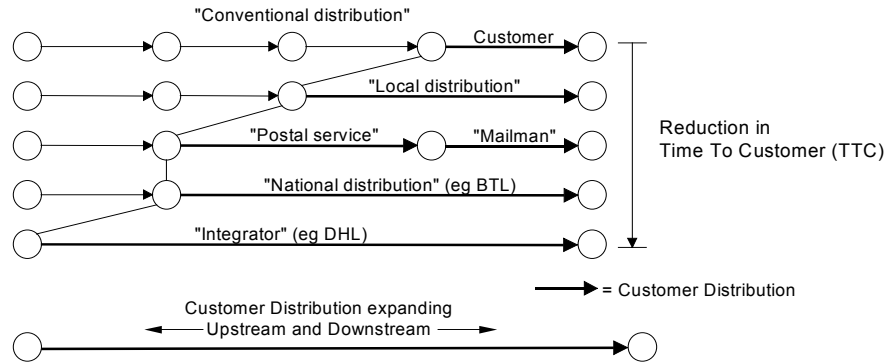 "Conventional distribution"
Customer
"Local distribution"
"Postal service"
"Mailman"
Reduction in
Time To Customer (TTC)
"National distribution" (eg BTL)
"Integrator" (eg DHL)
= Customer Distribution
Customer Distribution expanding
Upstream and Downstream